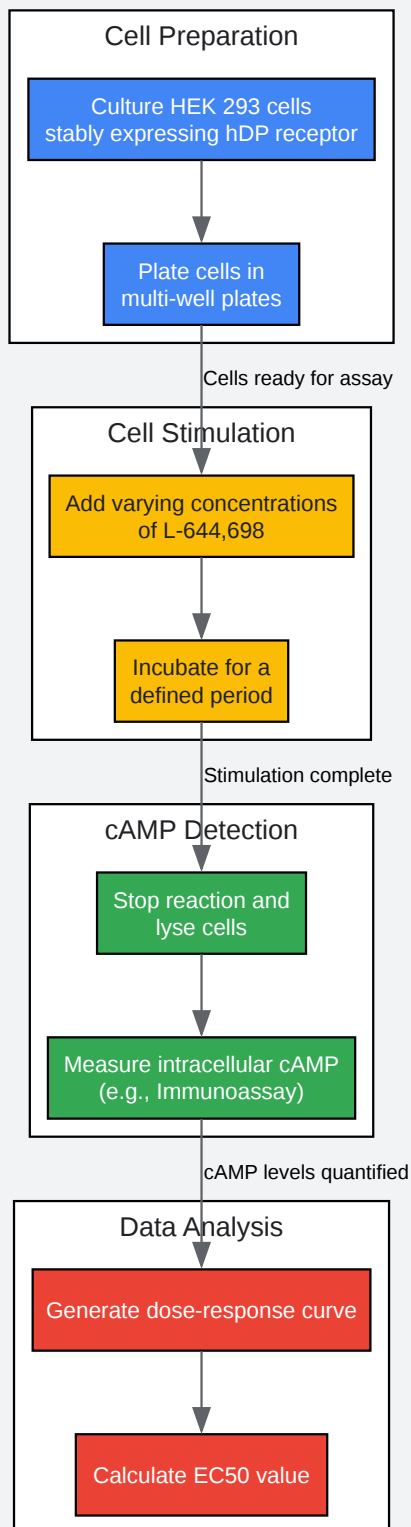 Cell Preparation
Culture HEK 293 cells
stably expressing hDP receptor
Plate cells in
multi-well plates
Cells ready for assay
Cell Stimulation
Add varying concentrations
of L-644,698
Incubate for a
defined period
Stimulation complete
cAMP Detection
Stop reaction and
lyse cells
Measure intracellular cAMP
(e.g., Immunoassay)
cAMP levels quantified
Data Analysis
Generate dose-response curve
Calculate EC50 value